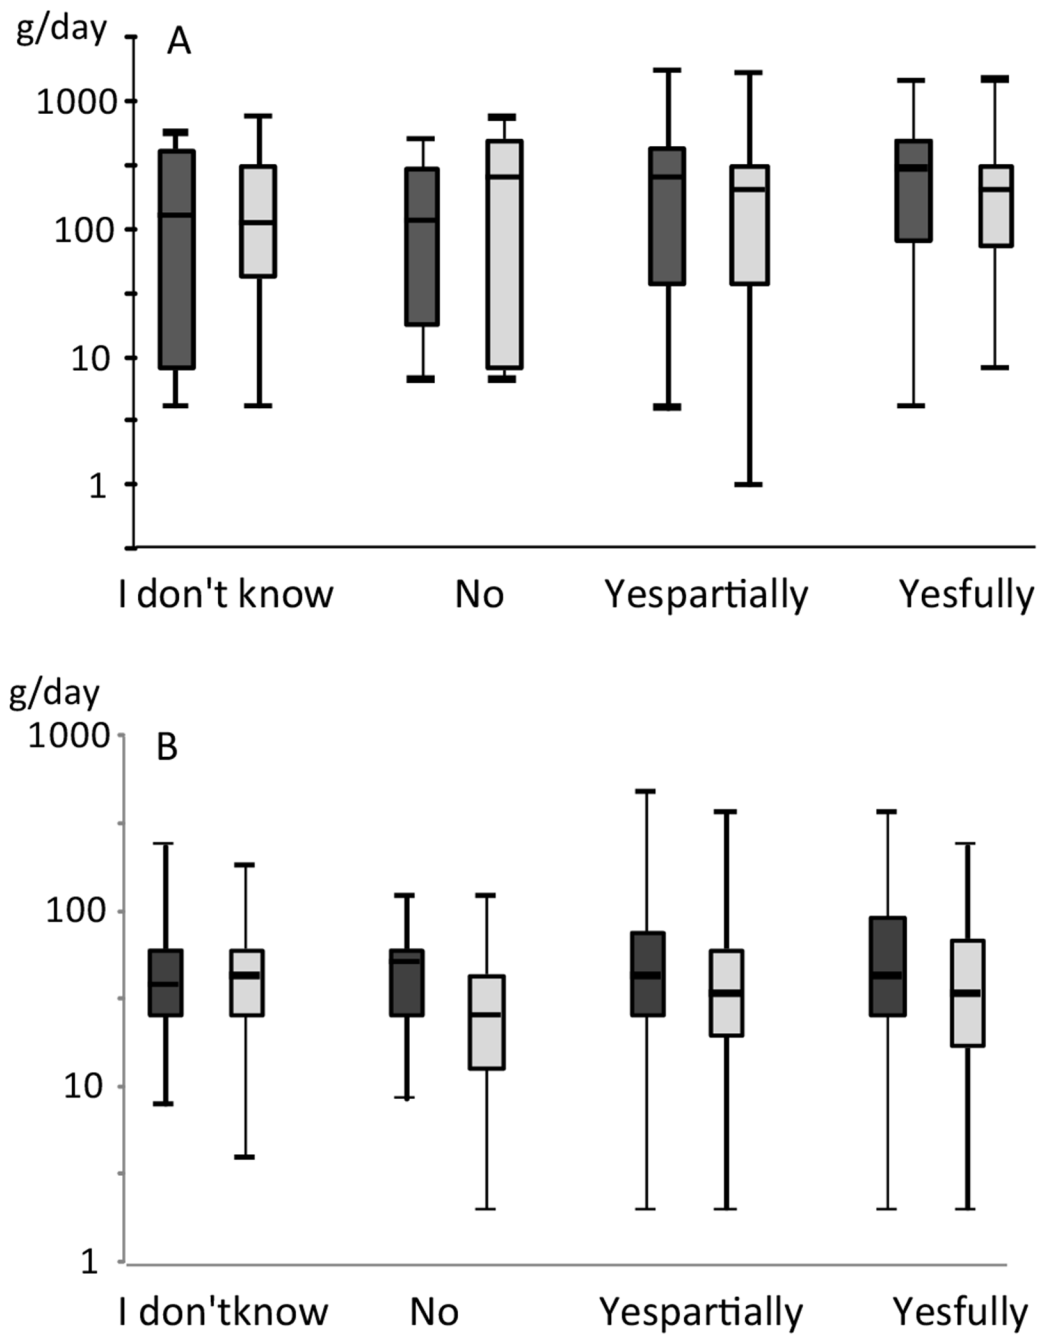 g/day
A
1000
100
10
1
I don't know No Yespartially Yesfully
g/day
1000
B
100
10
1
I don'tknow No Yespartially Yesfully